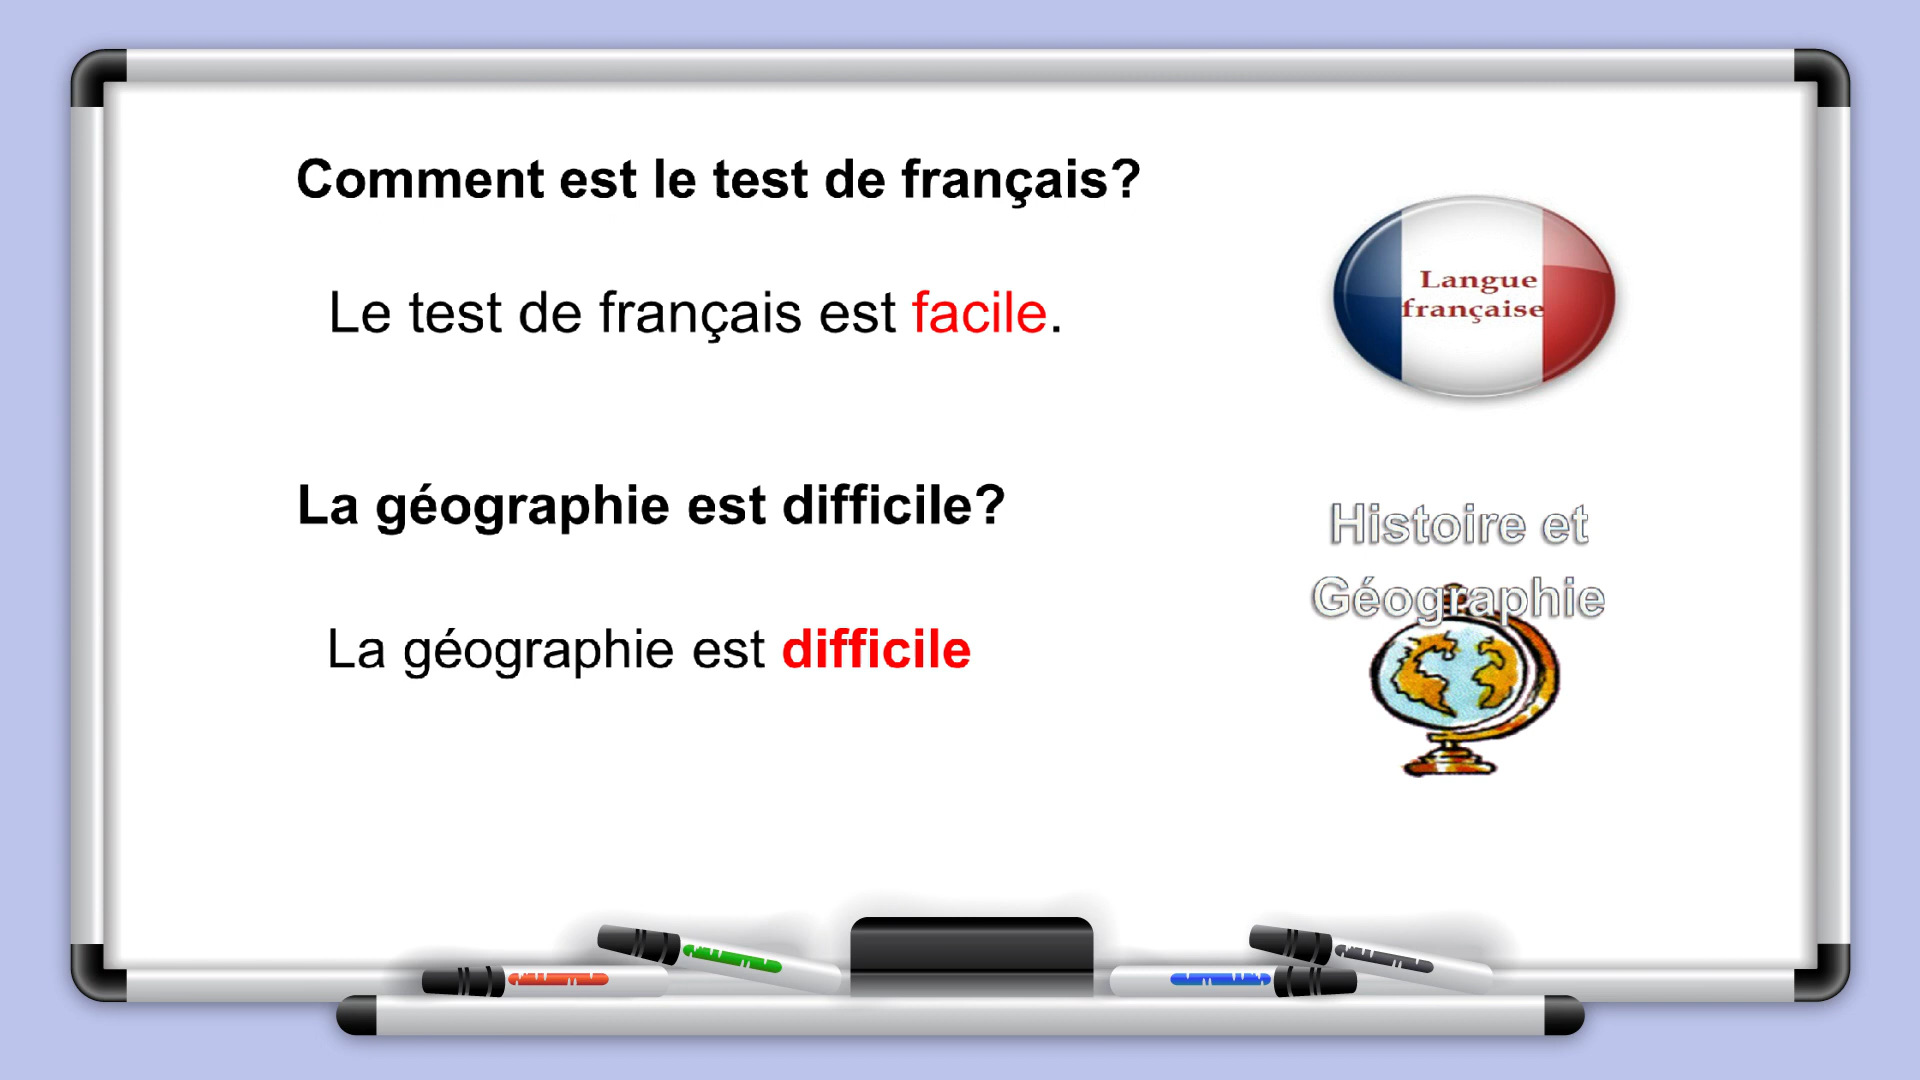 Comment est le test de français?
Le test de français est facile.
Langue
française
La géographie est difficile?
Histoire et
Géographie
La géographie est difficile